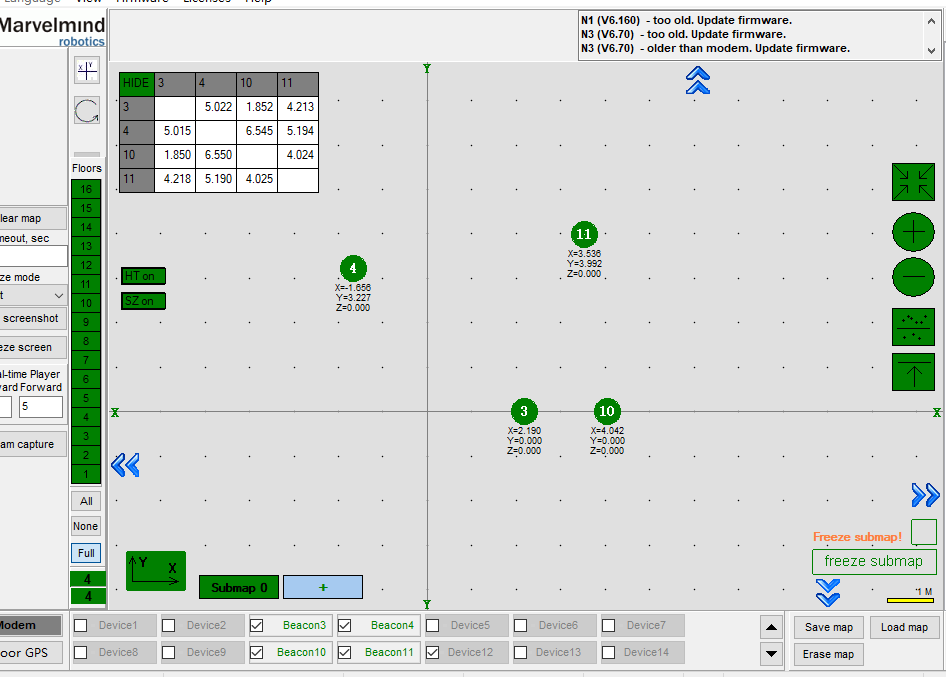 Language View Firmware Licenses Help
Marvelmind
robotics
N1 (V6.160) - too old. Update firmware.
N3 (V6.70) - too old. Update firmware.
N3 (V6.70) - older than modem. Update firmware.
HIDE 3 4 10 11
3 5.022 1.852 4.213
4 5.015 6.545 5.194
10 1.850 6.550 4.024
11 4.218 5.190 4.025
X Y
Y
Floors
16
15
14
13
12
11
10
9
8
7
6
5
4
3
2
1
All
None
Full
4
4
lear map
meout, sec
ze mode
t
screenshot
eze screen
al-time Player
ward Forward
5
am capture
HT on
SZ on
11
X=3.536
Y=3.992
Z=0.000
4
X=-1.656
Y=3.227
Z=0.000
X
X
3
X=2.190
Y=0.000
Z=0.000
10
X=4.042
Y=0.000
Z=0.000
Freeze submap!
freeze submap
Y X
Submap 0 +
Y
"1 M
Modem
oor GPS
Device1 Device2 Beacon3 Beacon4 Device5 Device6 Device7
Device8 Device9 Beacon10 Beacon11 Device12 Device13 Device14
Save map Load map
Erase map